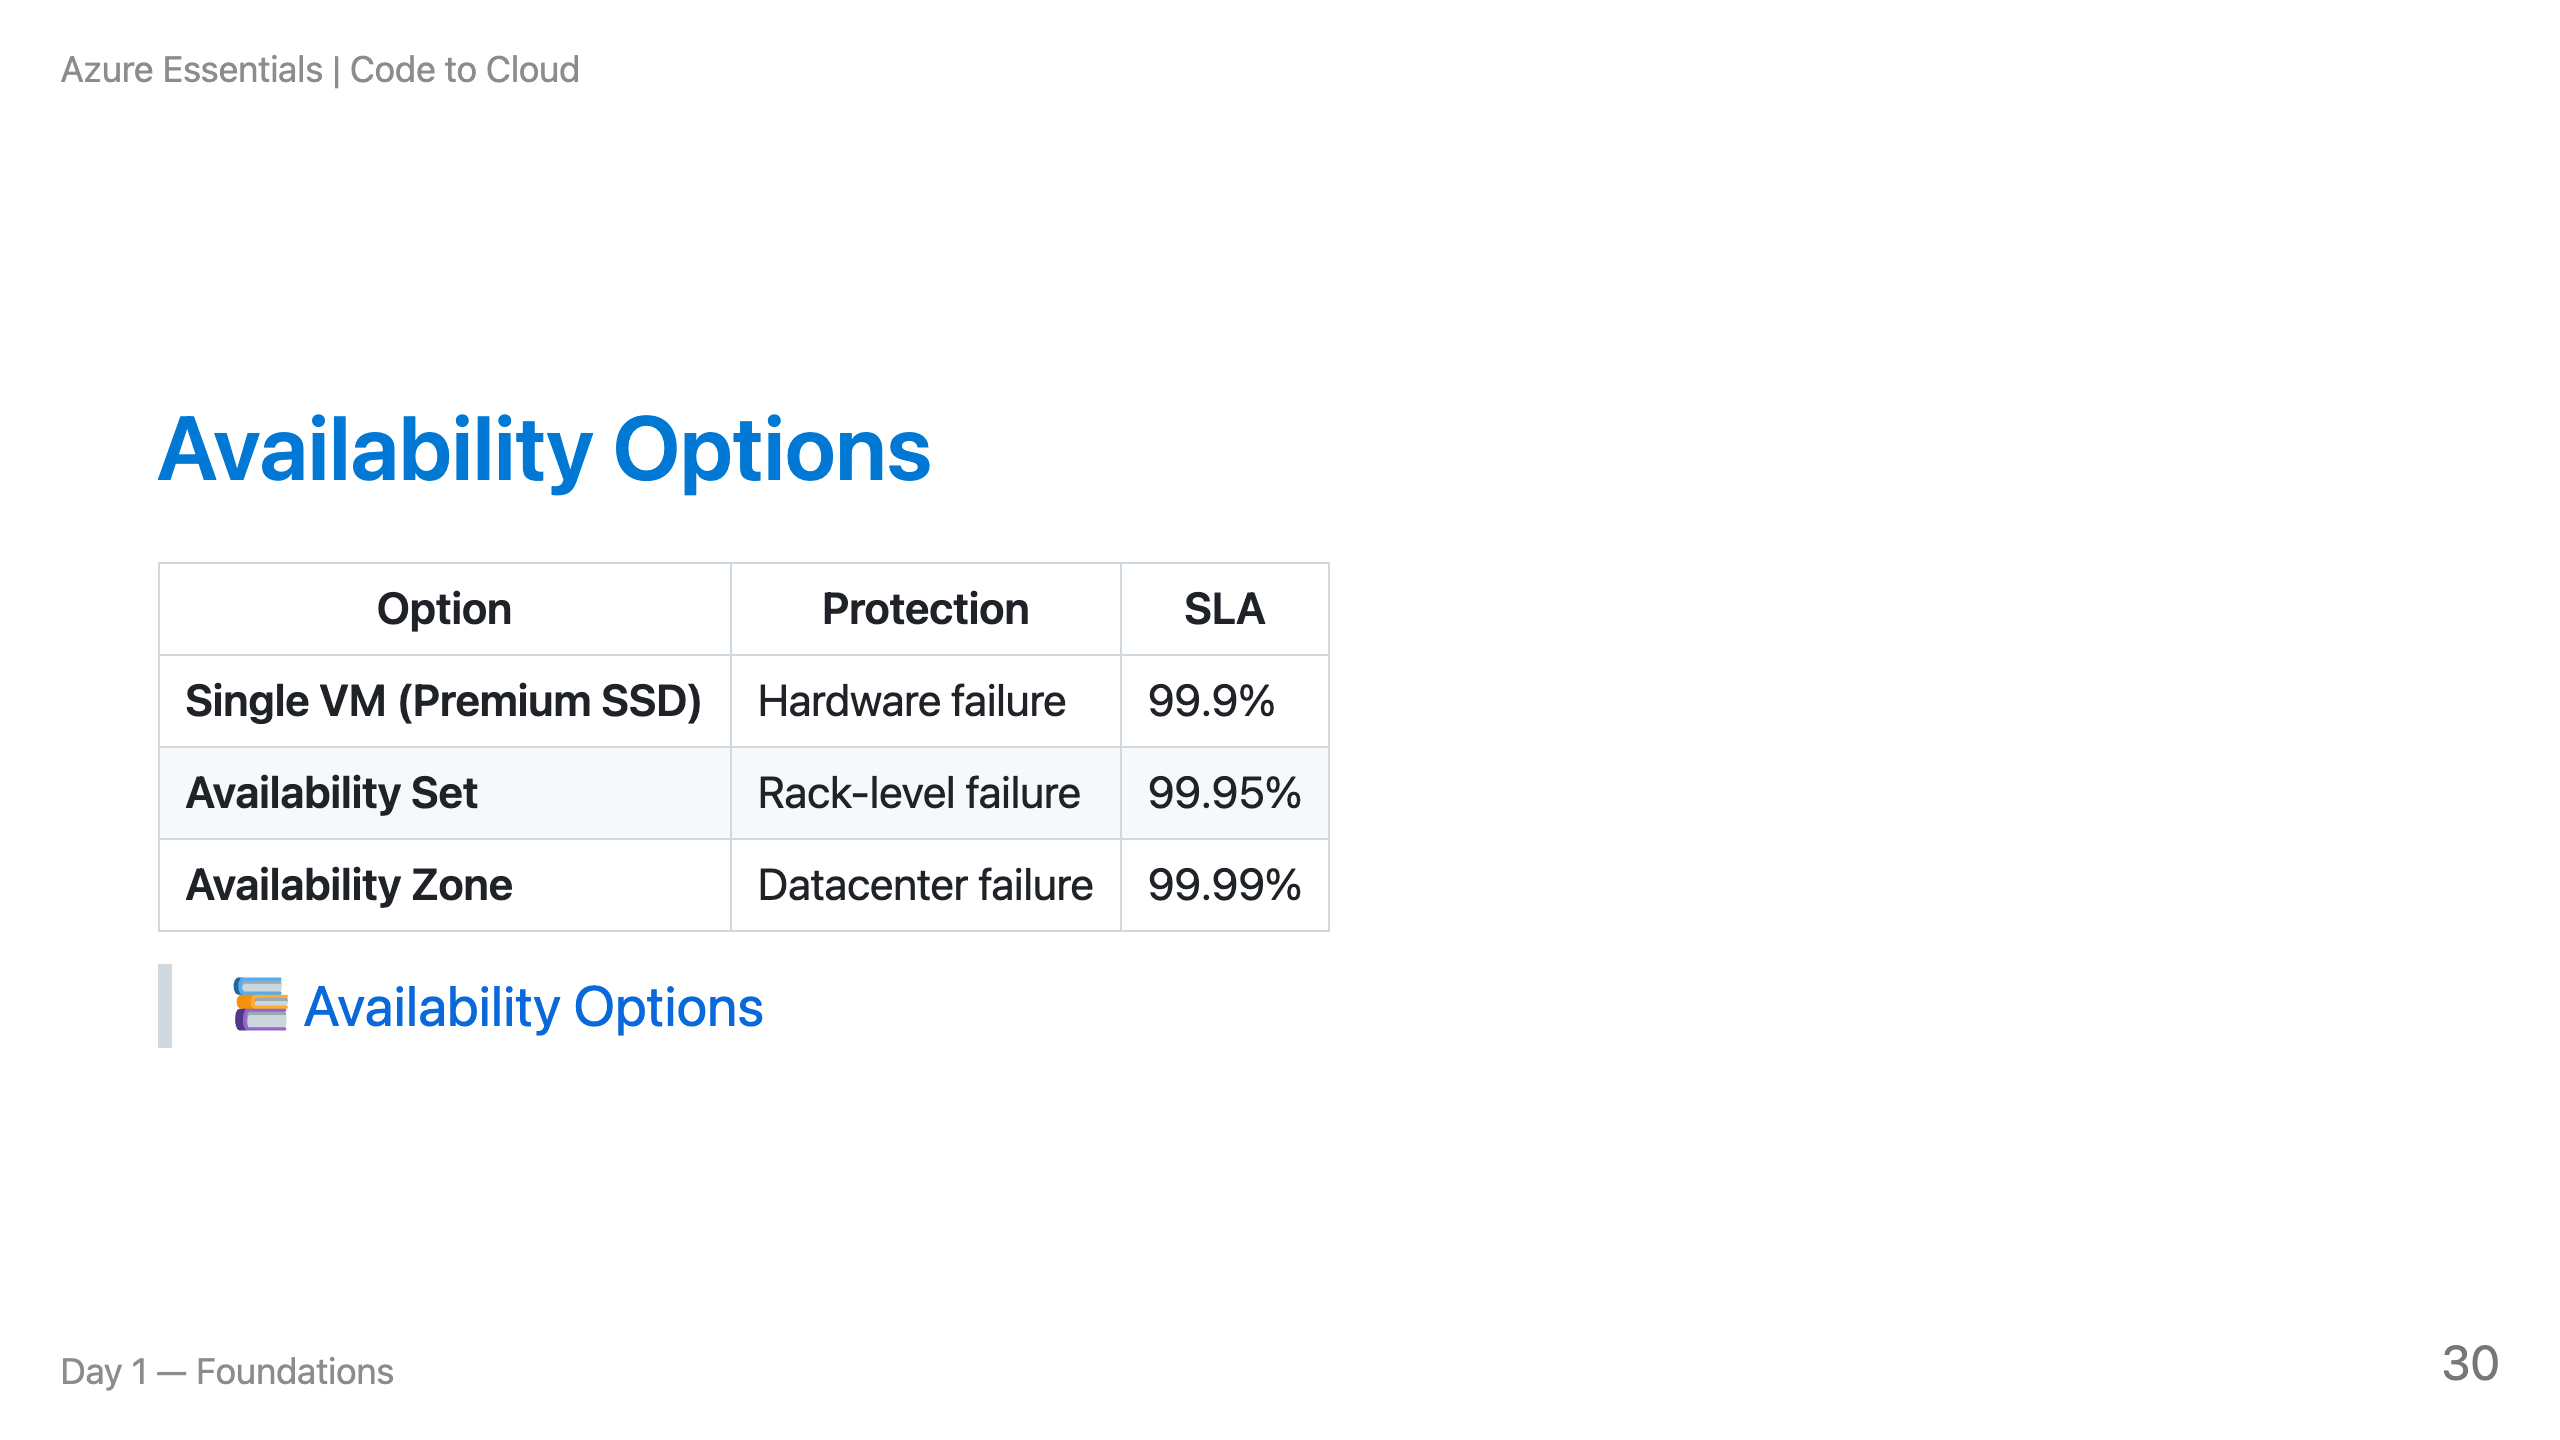 Azure Essentials | Code to Cloud
Availability Options
Option Protection SLA
Single VM (Premium SSD) Hardware failure 99.9%
Availability Set Rack-level failure 99.95%
Availability Zone Datacenter failure 99.99%
📚 Availability Options
Day 1 — Foundations
30